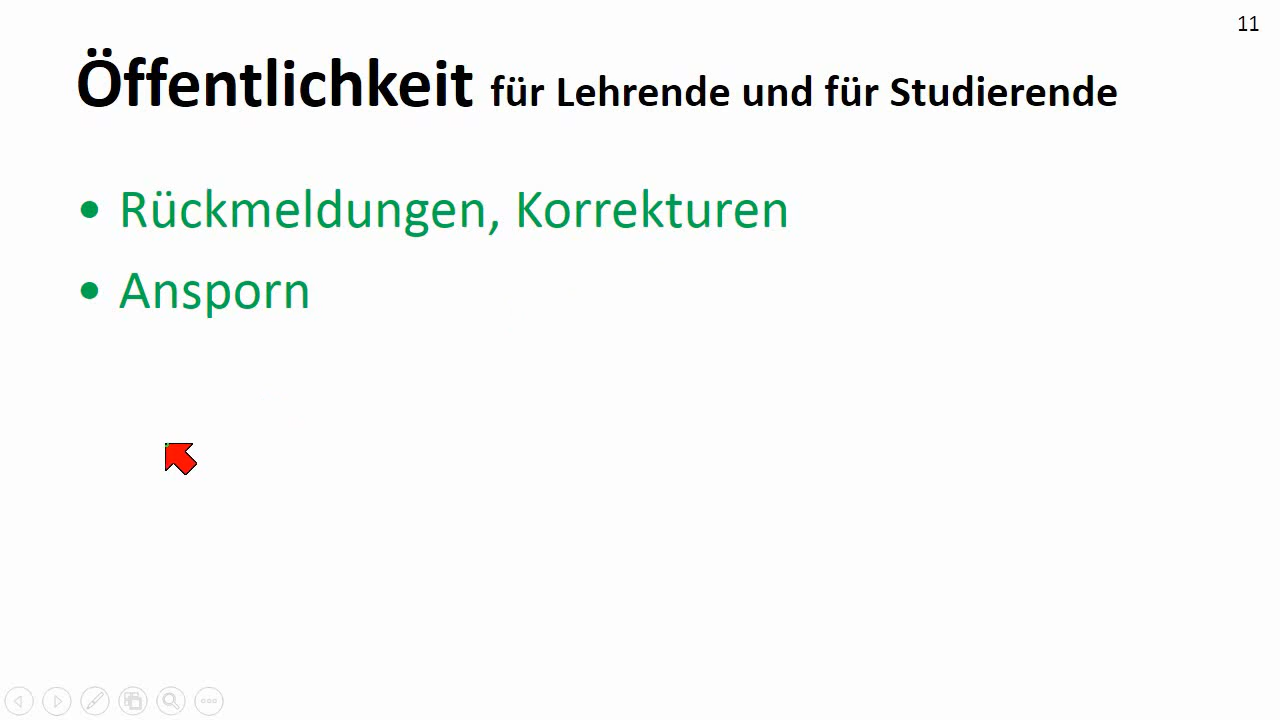 11
Öffentlichkeit für Lehrende und für Studierende
• Rückmeldungen, Korrekturen
• Ansporn